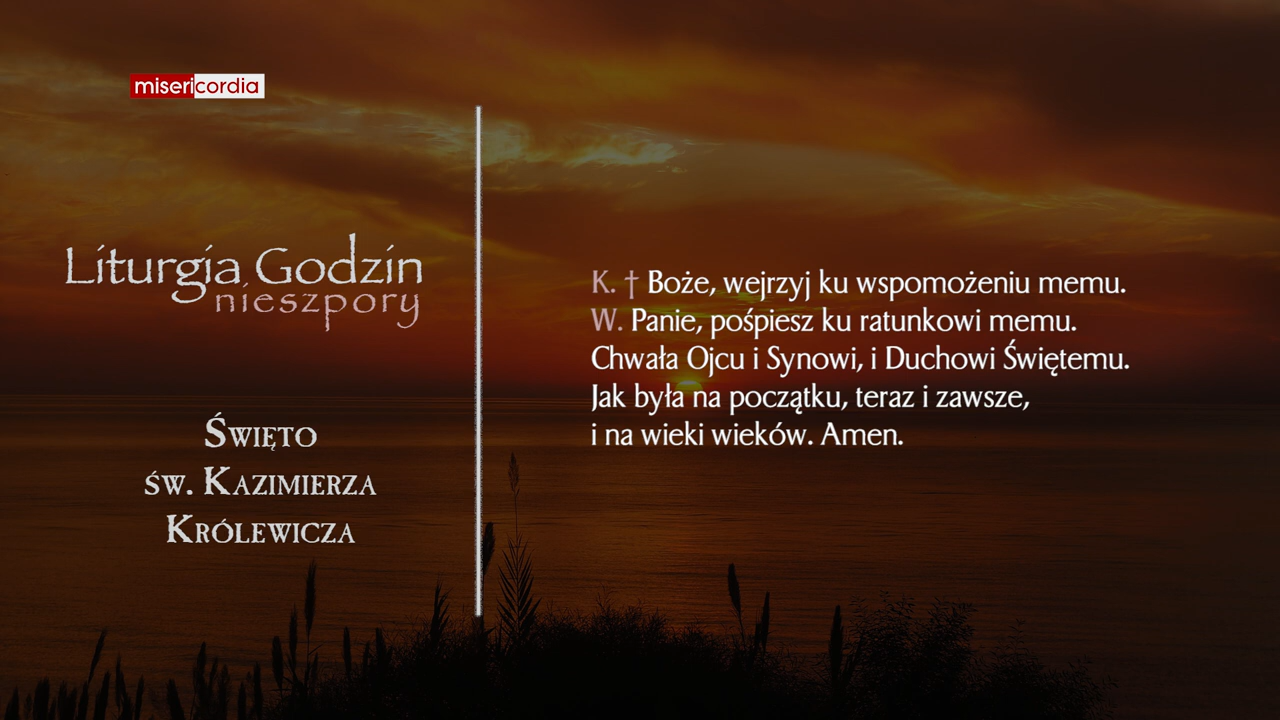 misericordia
Liturgia Godzin
nieszpory
Święto
św. Kazimierza
Królewicza
K. † Boże, wejrzyj ku wspomożeniu memu.
W. Panie, pośpiesz ku ratunkowi memu.
Chwała Ojcu i Synowi, i Duchowi Świętemu.
Jak była na początku, teraz i zawsze,
i na wieki wieków. Amen.